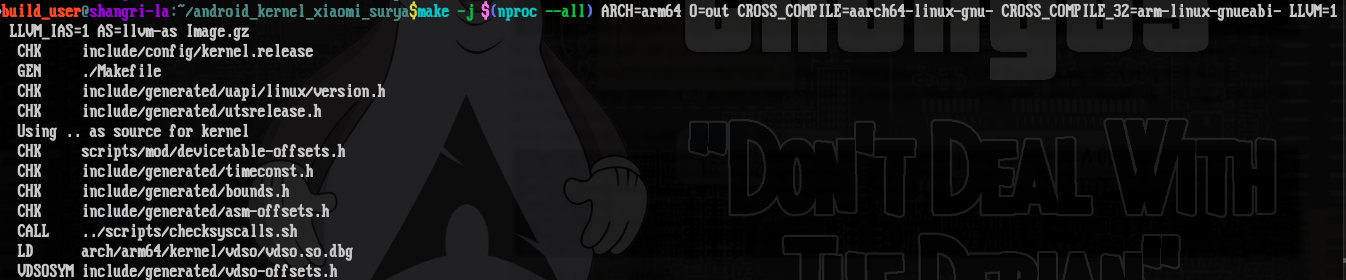 build_user@shangri-la:~/android_kernel_xiaomi_surya$make -j $(nproc --all) ARCH=arm64 O=out CROSS_COMPILE=aarch64-linux-gnu- CROSS_COMPILE_32=arm-linux-gnueabi- LLVM=1
LLVM_IAS=1 AS=llvm-as Image.gz
CHK     include/config/kernel.release
GEN     ./Makefile
CHK     include/generated/uapi/linux/version.h
CHK     include/generated/utsrelease.h
Using .. as source for kernel
CHK     scripts/mod/devicetable-offsets.h
CHK     include/generated/timeconst.h
CHK     include/generated/bounds.h
CHK     include/generated/asm-offsets.h
CALL    ../scripts/checksyscalls.sh
LD      arch/arm64/kernel/vdso/vdso.so.dbg
VDSOSYM include/generated/vdso-offsets.h
"DON'T DEAL WITH
THE DEBIAN"